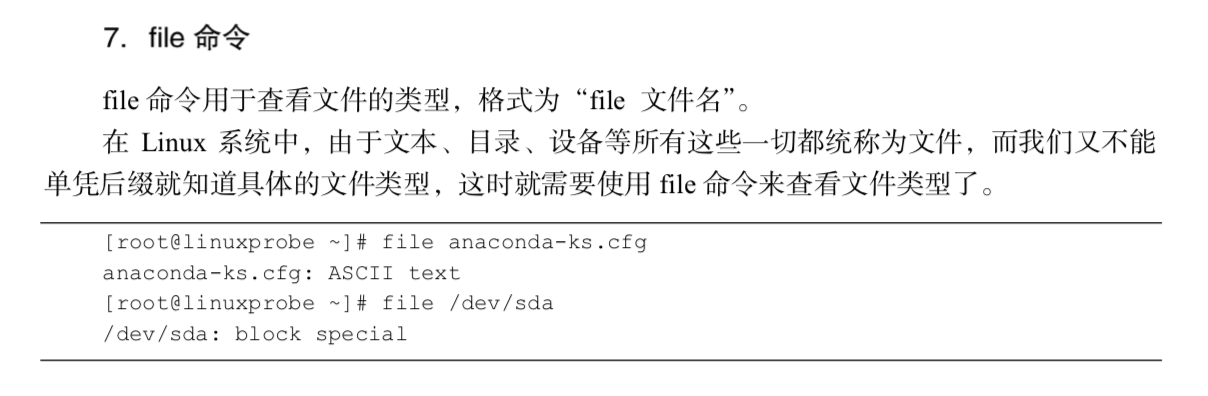 7. file 命令
file 命令用于查看文件的类型，格式为“file 文件名”。
在 Linux 系统中，由于文本、目录、设备等所有这些一切都统称为文件，而我们又不能
单凭后缀就知道具体的文件类型，这时就需要使用 file 命令来查看文件类型了。
[root@linuxprobe ~]# file anaconda-ks.cfg
anaconda-ks.cfg: ASCII text
[root@linuxprobe ~]# file /dev/sda
/dev/sda: block special